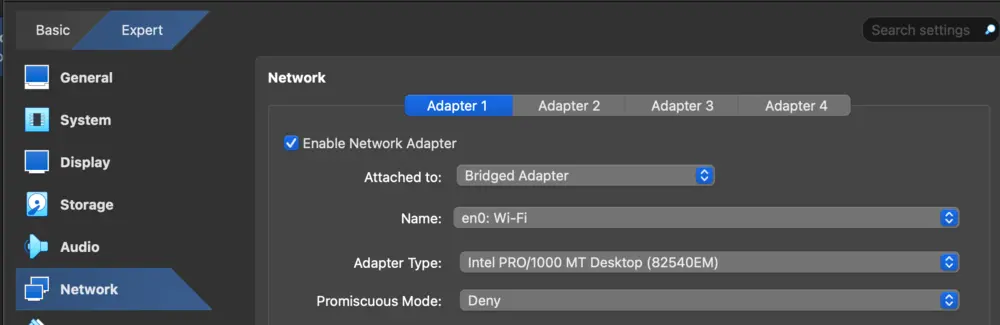 Basic Expert Search settings
General
System
Display
Storage
Audio
Network
Network
Adapter 1 Adapter 2 Adapter 3 Adapter 4
Enable Network Adapter
Attached to: Bridged Adapter
Name: en0: Wi-Fi
Adapter Type: Intel PRO/1000 MT Desktop (82540EM)
Promiscuous Mode: Deny